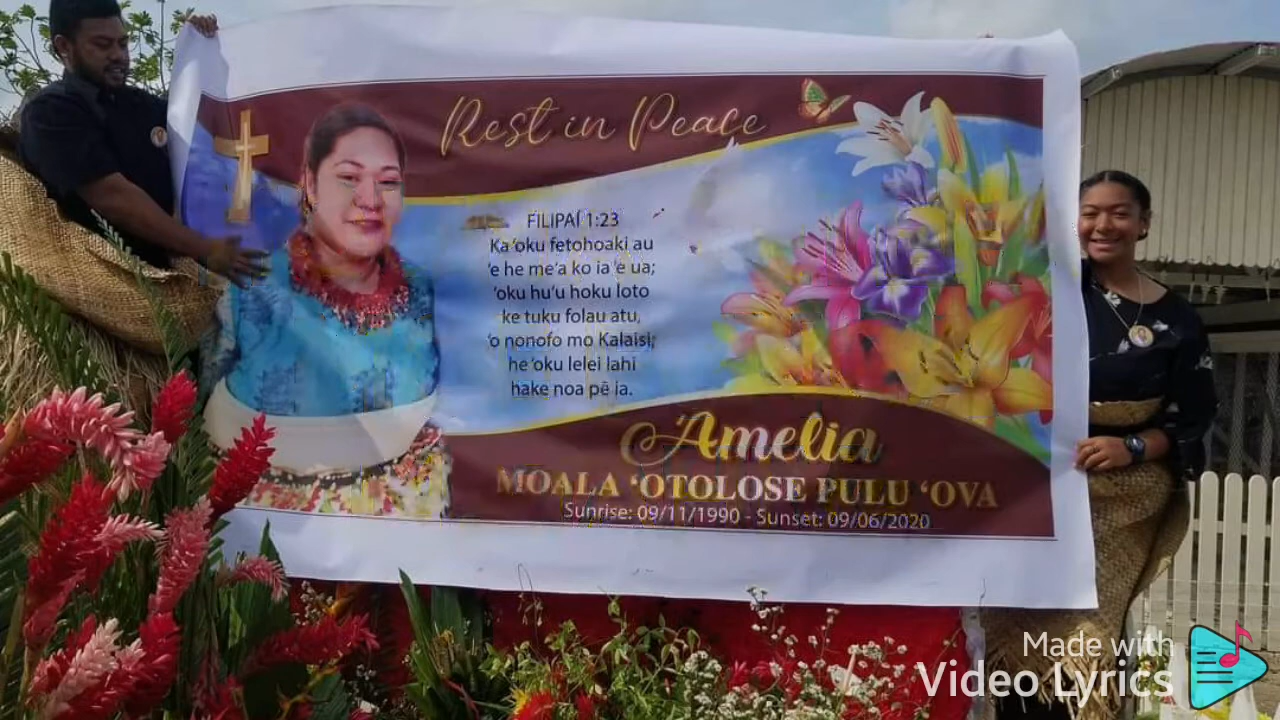 Rest in Peace
FILIPAI 1:23
Ka 'oku fetohoaki au
'e he me'a ko ia 'e ua;
'oku hu'u hoku loto
ke tuku folau atu,
'o nonofo mo Kalaisi;
he 'oku lelei lahi
hake noa pē ia.
'Amelia
MOALA ‘OTOLOSE PULU ‘OVA
Sunrise: 09/11/1990 - Sunset: 09/06/2020
Made with
Video Lyrics